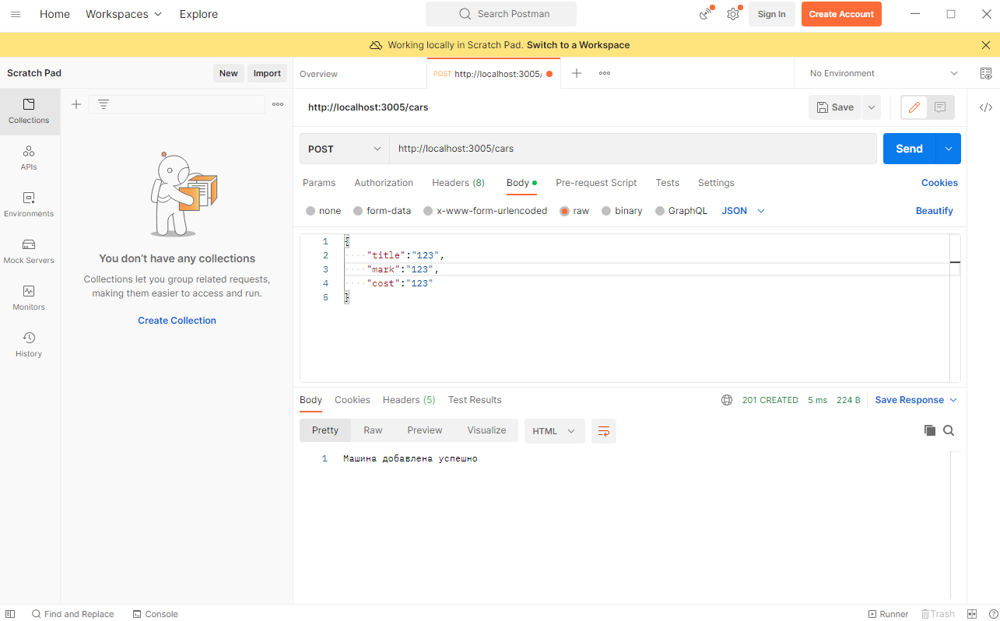 Home Workspaces Explore Search Postman Sign In Create Account
Working locally in Scratch Pad. Switch to a Workspace
Scratch Pad New Import Overview POST http://localhost:3005/ No Environment
Collections
APIs
Environments
Mock Servers
Monitors
History
You don't have any collections
Collections let you group related requests,
making them easier to access and run.
Create Collection
http://localhost:3005/cars Save
POST http://localhost:3005/cars Send
Params Authorization Headers (8) Body Pre-request Script Tests Settings Cookies
none form-data x-www-form-urlencoded raw binary GraphQL JSON Beautify
1 {
2 "title":"123",
3 "mark":"123",
4 "cost":"123"
5 }
Body Cookies Headers (5) Test Results 201 CREATED 5 ms 224 B Save Response
Pretty Raw Preview Visualize HTML
1 Машина добавлена успешно
Find and Replace Console Runner Trash